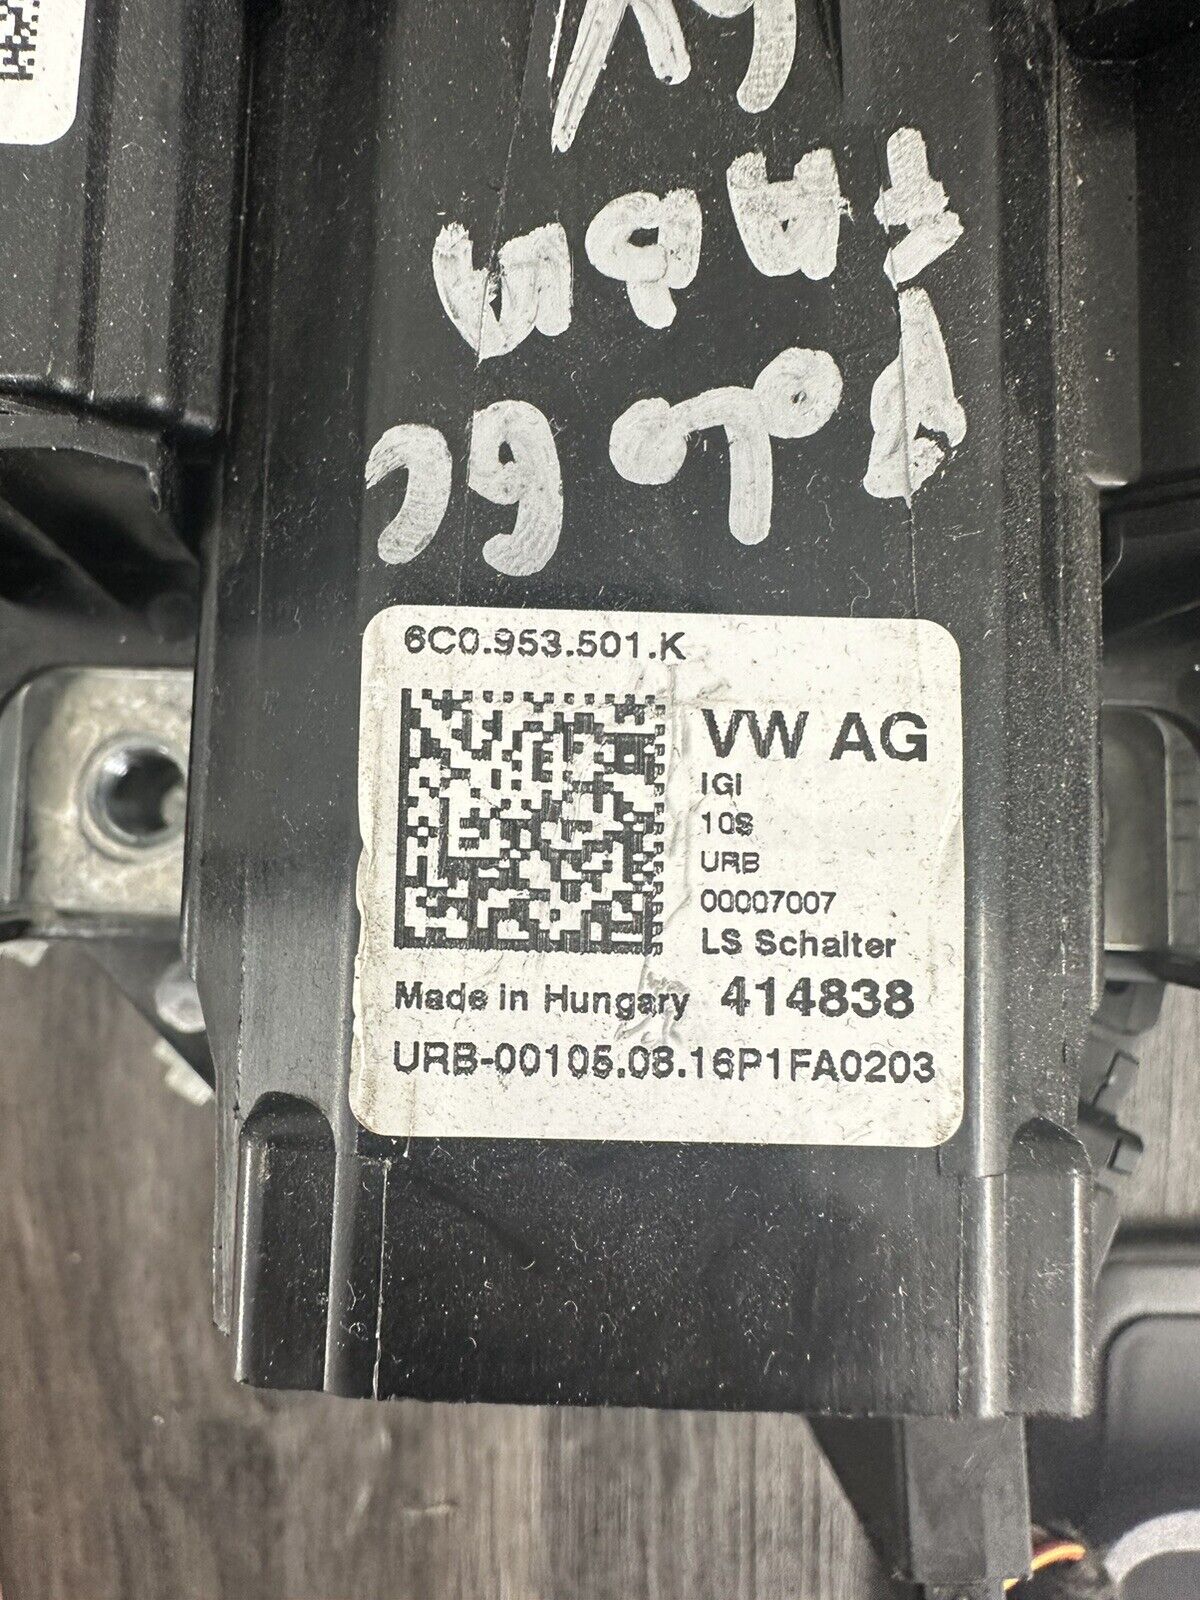 6C0.953.501.K
VW AG
IGI
10S
URB
00007007
LS Schalter
Made in Hungary 414838
URB-00105.08.16P1FA0203